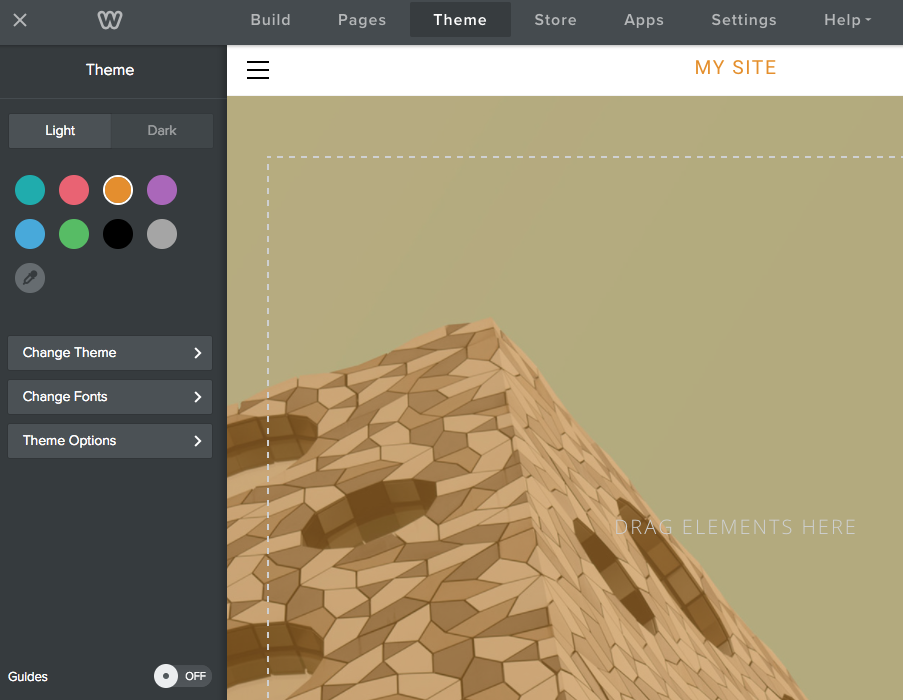 Build Pages Theme Store Apps Settings Help
Theme
MY SITE
Light Dark
Change Theme
Change Fonts
Theme Options
DRAG ELEMENTS HERE
Guides OFF